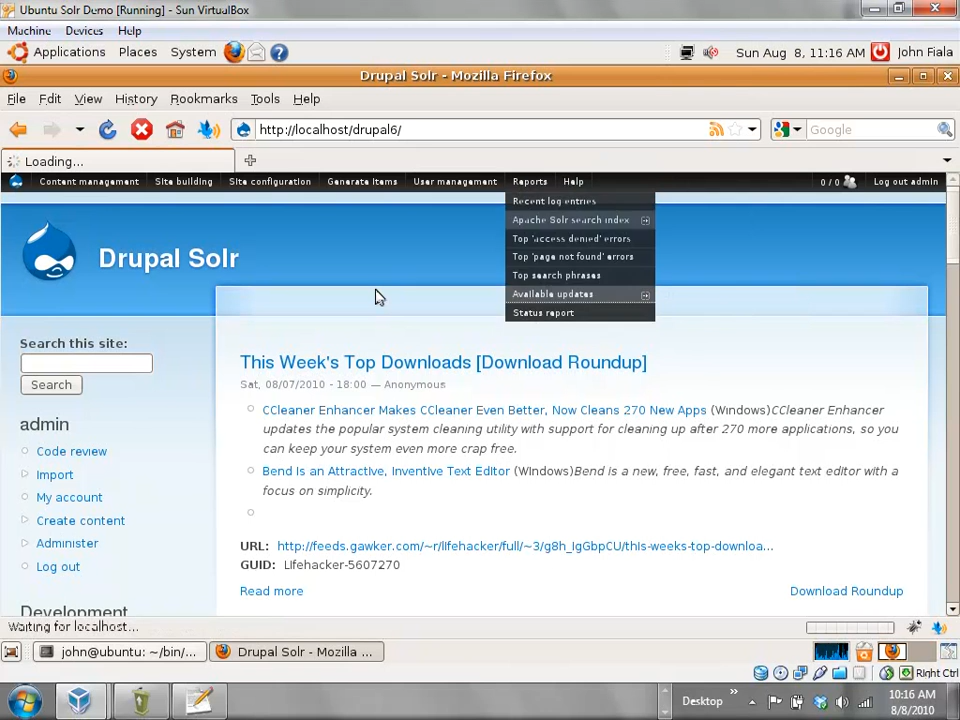 Ubuntu Solr Demo [Running] - Sun VirtualBox
Machine Devices Help
Applications Places System Sun Aug 8, 11:16 AM John Fiala
Drupal Solr - Mozilla Firefox
File Edit View History Bookmarks Tools Help
http://localhost/drupal6/ Google
Loading...
Content management Site building Site configuration Generate items User management Reports Help 0 / 0 Log out admin
Recent log entries
Apache Solr search index
Top 'access denied' errors
Top 'page not found' errors
Top search phrases
Available updates
Status report
Drupal Solr
Search this site:
Search
admin
Code review
Import
My account
Create content
Administer
Log out
Development
This Week's Top Downloads [Download Roundup]
Sat, 08/07/2010 - 18:00 — Anonymous
CCleaner Enhancer Makes CCleaner Even Better, Now Cleans 270 New Apps (Windows)CCleaner Enhancer
updates the popular system cleaning utility with support for cleaning up after 270 more applications, so you
can keep your system even more crap free.
Bend is an Attractive, Inventive Text Editor (Windows)Bend is a new, free, fast, and elegant text editor with a
focus on simplicity.
URL: http://feeds.gawker.com/~r/lifehacker/full/~3/g8h_IgGbpCU/this-weeks-top-downloa...
GUID: Lifehacker-5607270
Read more Download Roundup
Waiting for localhost...
john@ubuntu: ~/bin/... Drupal Solr - Mozilla ...
Right Ctrl
Desktop 10:16 AM
8/8/2010